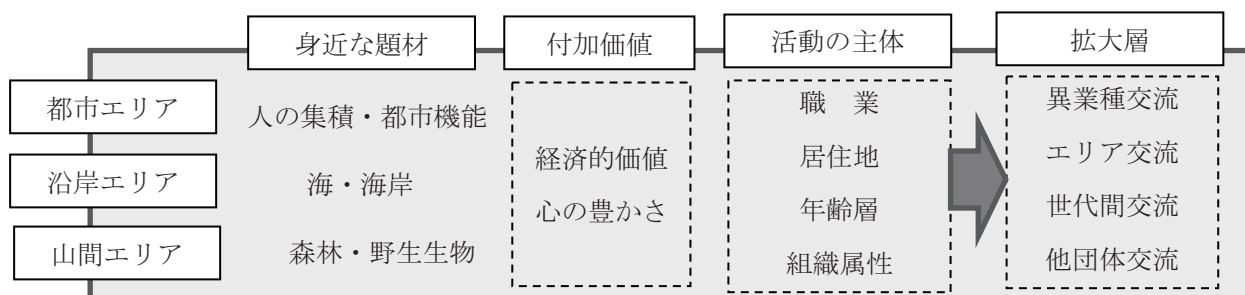 身近な題材
付加価値
活動の主体
拡大層
都市エリア
人の集積・都市機能
沿岸エリア
海・海岸
山間エリア
森林・野生生物
経済的価値
心の豊かさ
職　業
居住地
年齢層
組織属性
異業種交流
エリア交流
世代間交流
他団体交流